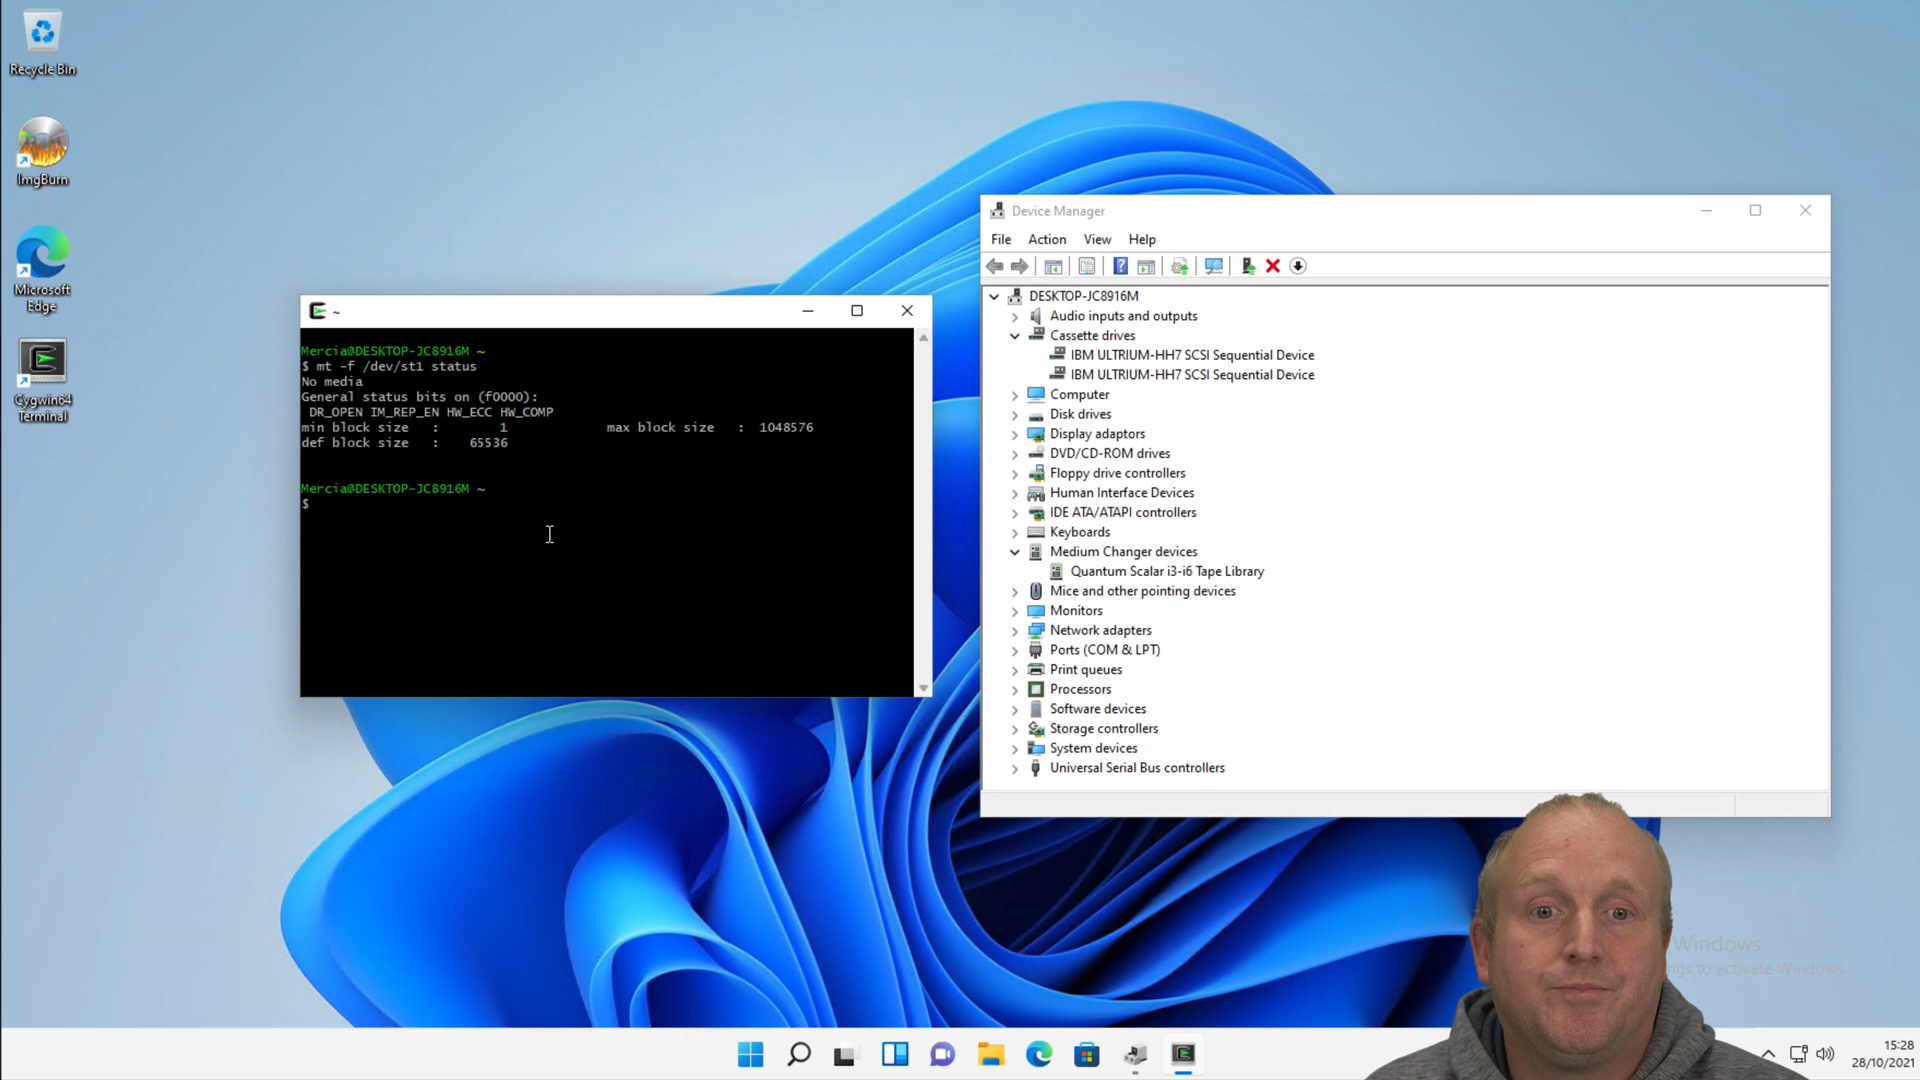 Recycle Bin
ImgBurn
Microsoft
Edge
Cygwin64
Terminal
~
Mercia@DESKTOP-JC8916M ~
$ mt -f /dev/st1 status
No media
General status bits on (f0000):
DR_OPEN IM_REP_EN HW_ECC HW_COMP
min block size : 1 max block size : 1048576
def block size : 65536
Mercia@DESKTOP-JC8916M ~
$
Device Manager
File Action View Help
DESKTOP-JC8916M
Audio inputs and outputs
Cassette drives
IBM ULTRIUM-HH7 SCSI Sequential Device
IBM ULTRIUM-HH7 SCSI Sequential Device
Computer
Disk drives
Display adaptors
DVD/CD-ROM drives
Floppy drive controllers
Human Interface Devices
IDE ATA/ATAPI controllers
Keyboards
Medium Changer devices
Quantum Scalar i3-i6 Tape Library
Mice and other pointing devices
Monitors
Network adapters
Ports (COM & LPT)
Print queues
Processors
Software devices
Storage controllers
System devices
Universal Serial Bus controllers
Windows
ngs to activate Windows.
15:28
28/10/2021